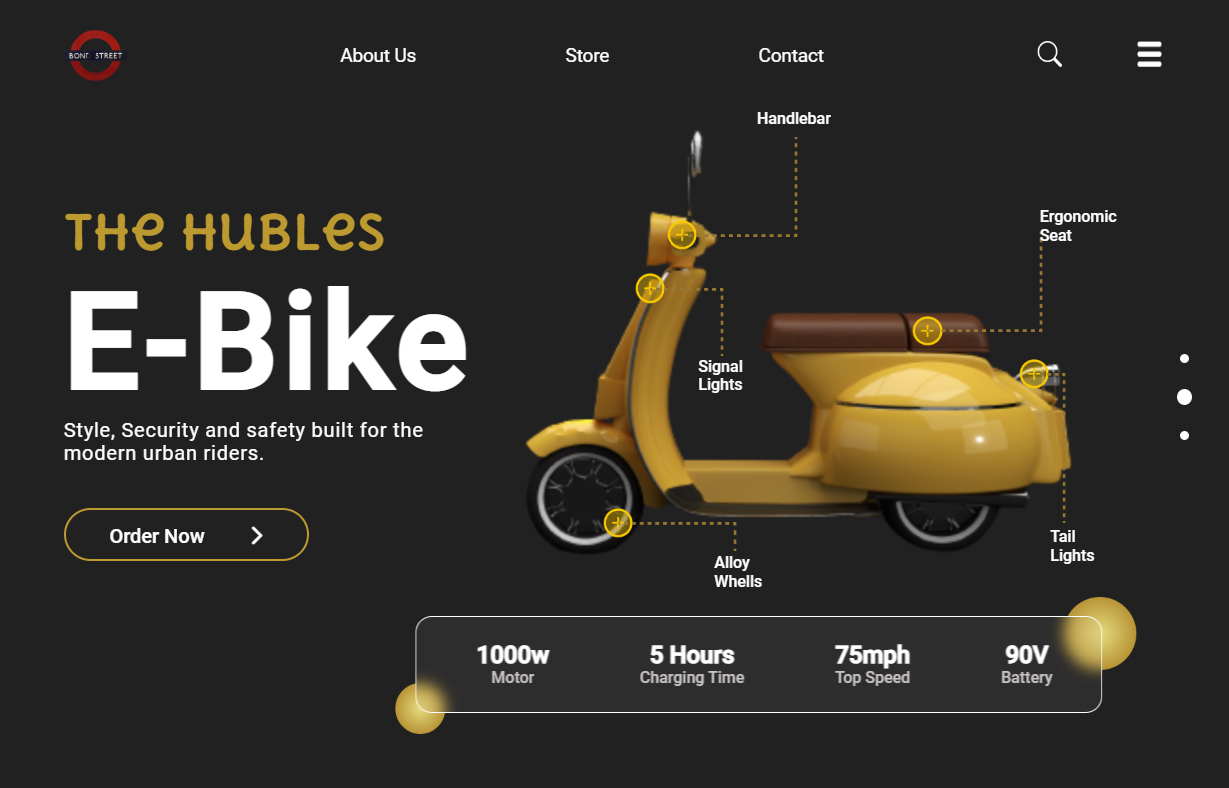 BOND STREET
About Us
Store
Contact
Handlebar
Ergonomic
Seat
THe HUBLeS
E-Bike
Signal
Lights
Style, Security and safety built for the
modern urban riders.
Order Now
Alloy
Whells
Tail
Lights
1000w
Motor
5 Hours
Charging Time
75mph
Top Speed
90V
Battery